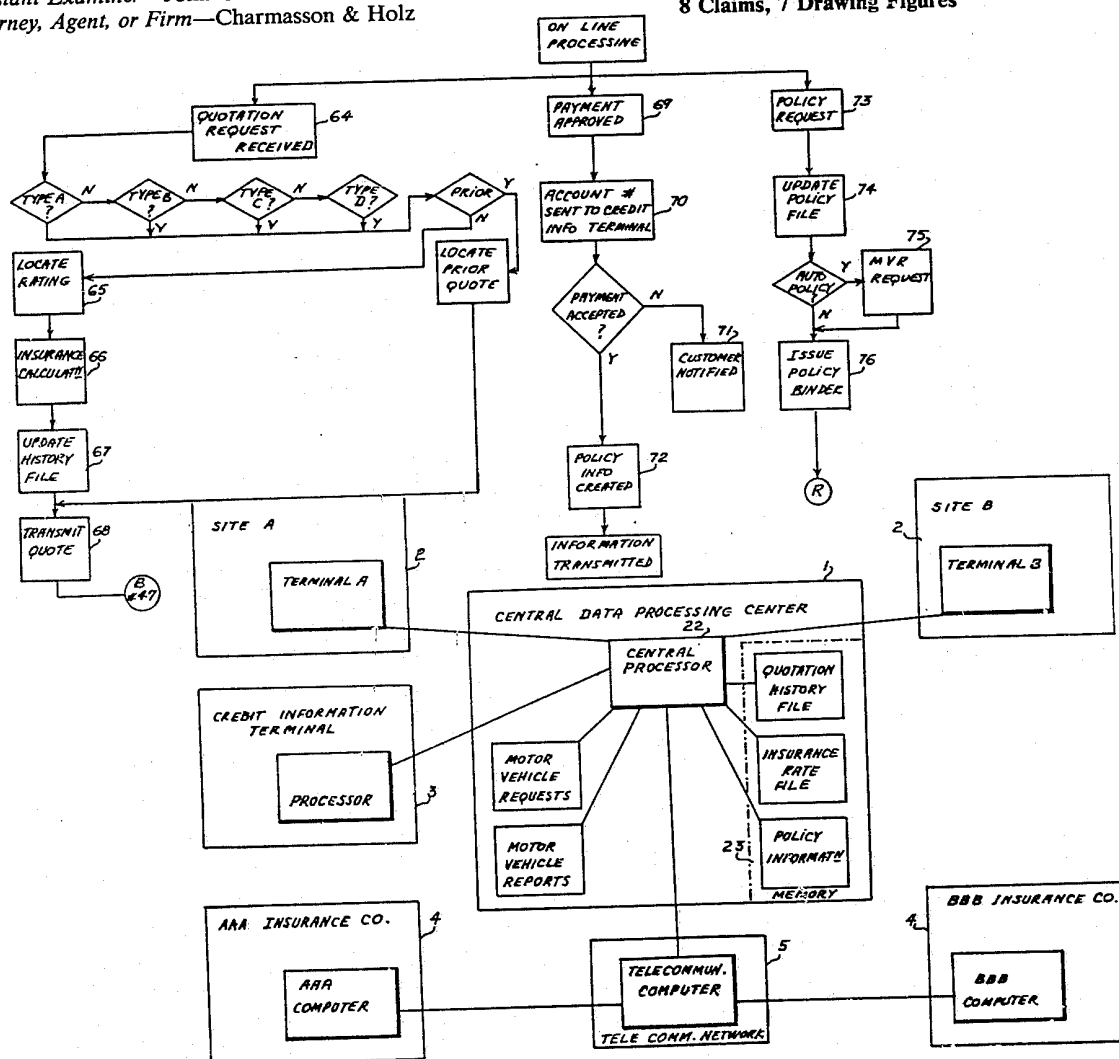 Charmasson & Holz
8 Claims, 7 Drawing Figures
rney, Agent, or Firm—Charmasson & Holz
ON LINE
PROCESSING
QUOTATION
REQUEST
RECEIVED
64
PAYMENT
APPROVED
69
POLICY
REQUEST
73
TYPE A
?
N
TYPE B
?
N
Y
TYPE
C?
N
Y
TYPE
D?
Y
PRIOR
Y
N
ACCOUNT #
SENT TO CREDIT
INFO TERMINAL
70
UPDATE
POLICY
FILE
74
LOCATE
RATING
65
LOCATE
PRIOR
QUOTE
PAYMENT
ACCEPTED
?
N
Y
AUTO
POLICY
?
Y
N
75
MVR
REQUEST
INSURANCE
CALCULAT'N
66
71
CUSTOMER
NOTIFIED
ISSUE
POLICY
BINDER
76
UPDATE
HISTORY
FILE
67
POLICY
INFO
CREATED
72
R
TRANSMIT
QUOTE
68
B
#47
INFORMATION
TRANSMITTED
SITE A
2
TERMINAL A
SITE B
2
TERMINAL B
1
CENTRAL DATA PROCESSING CENTER
22
CENTRAL
PROCESSOR
QUOTATION
HISTORY
FILE
CREDIT INFORMATION
TERMINAL
PROCESSOR
3
MOTOR
VEHICLE
REQUESTS
INSURANCE
RATE
FILE
MOTOR
VEHICLE
REPORTS
23
POLICY
INFORMAT'N
MEMORY
AAA INSURANCE CO.
4
AAA
COMPUTER
5
TELECOMMUN.
COMPUTER
TELE COMM. NETWORK
BBB INSURANCE CO.
4
BBB
COMPUTER